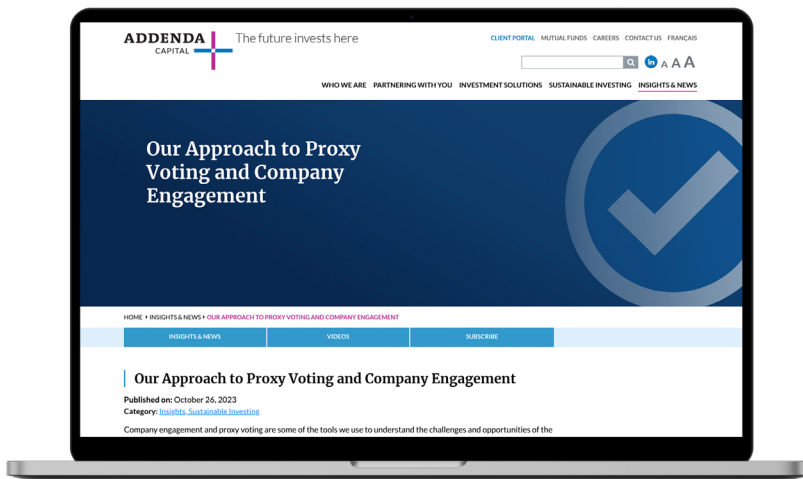 ADDENDA
CAPITAL
The future invests here
CLIENT PORTAL MUTUAL FUNDS CAREERS CONTACT US FRANÇAIS
in A A A
WHO WE ARE PARTNERING WITH YOU INVESTMENT SOLUTIONS SUSTAINABLE INVESTING INSIGHTS & NEWS
Our Approach to Proxy
Voting and Company
Engagement
HOME INSIGHTS & NEWS OUR APPROACH TO PROXY VOTING AND COMPANY ENGAGEMENT
INSIGHTS & NEWS VIDEOS SUBSCRIBE
Our Approach to Proxy Voting and Company Engagement
Published on: October 26, 2023
Category: Insights, Sustainable Investing
Company engagement and proxy voting are some of the tools we use to understand the challenges and opportunities of the